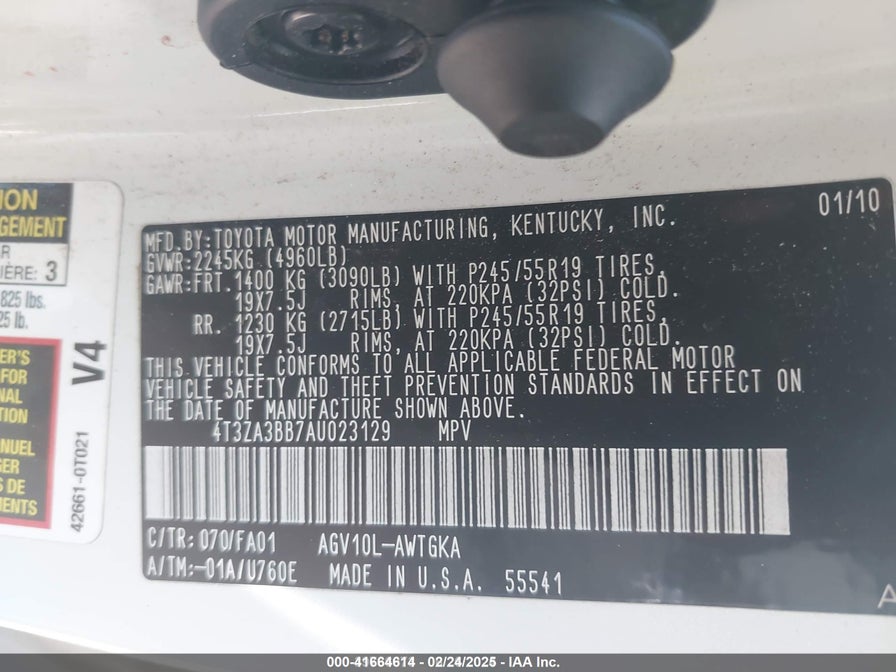 ION
GEMENT
R
IÈRE: 3
825 lbs.
25 lb.
ER'S
FOR
NAL
TION
ANUEL
GER
S DE
MENTS
V4
42661-0T021
01/10
MFD. BY: TOYOTA MOTOR MANUFACTURING, KENTUCKY, INC.
GVWR: 2245KG (4960LB)
GAWR: FRT. 1400 KG (3090LB) WITH P245/55R19 TIRES,
19X7.5J RIMS, AT 220KPA (32PSI) COLD.
RR. 1230 KG (2715LB) WITH P245/55R19 TIRES,
19X7.5J RIMS, AT 220KPA (32PSI) COLD.
THIS VEHICLE CONFORMS TO ALL APPLICABLE FEDERAL MOTOR
VEHICLE SAFETY AND THEFT PREVENTION STANDARDS IN EFFECT ON
THE DATE OF MANUFACTURE SHOWN ABOVE.
4T3ZA3BB7AU023129 MPV
C/TR: 070/FA01 AGV10L-AWTGKA
A/TM:-01A/U760E MADE IN U.S.A. 55541
A
000-41664614 - 02/24/2025 - IAA Inc.